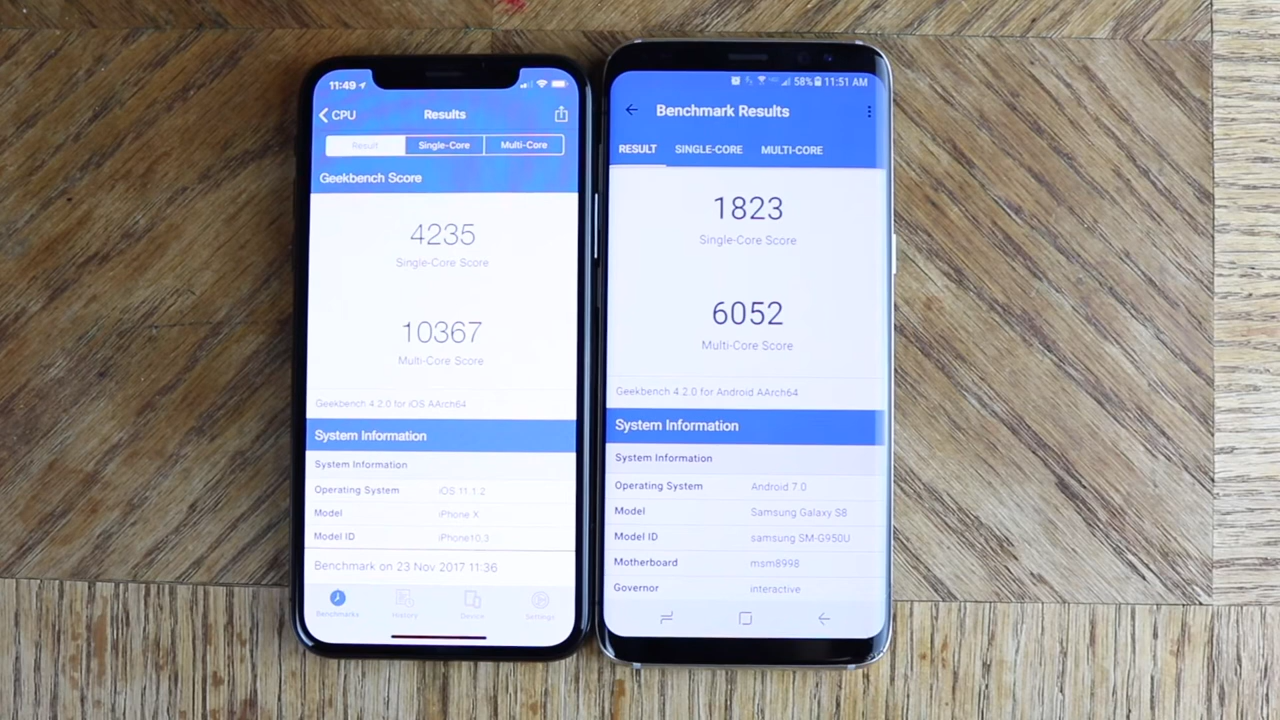 11:49
CPU
Results
Result Single-Core Multi-Core
Geekbench Score
4235
Single-Core Score
10367
Multi-Core Score
Geekbench 4.2.0 for iOS AArch64
System Information
System Information
Operating System iOS 11.1.2
Model iPhone X
Model ID iPhone10,3
Benchmark on 23 Nov 2017 11:36
Benchmarks History Device Settings
58% 11:51 AM
Benchmark Results
RESULT SINGLE-CORE MULTI-CORE
1823
Single-Core Score
6052
Multi-Core Score
Geekbench 4.2.0 for Android AArch64
System Information
System Information
Operating System Android 7.0
Model Samsung Galaxy S8
Model ID samsung SM-G950U
Motherboard msm8998
Governor interactive